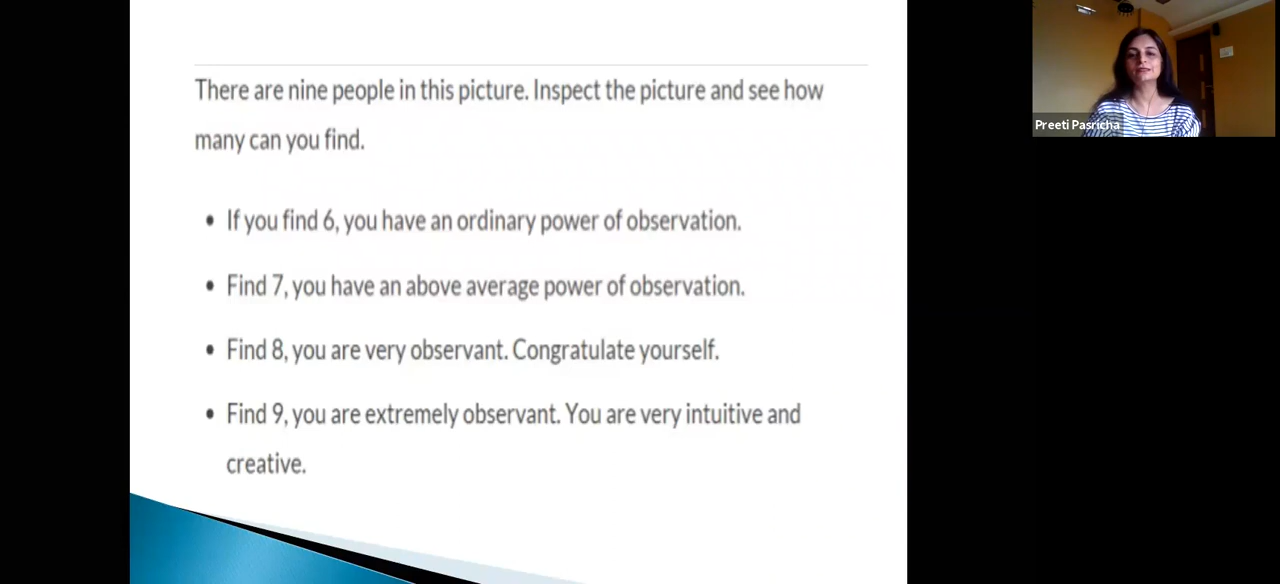 There are nine people in this picture. Inspect the picture and see how
many can you find.
• If you find 6, you have an ordinary power of observation.
• Find 7, you have an above average power of observation.
• Find 8, you are very observant. Congratulate yourself.
• Find 9, you are extremely observant. You are very intuitive and
creative.
Preeti Pasricha